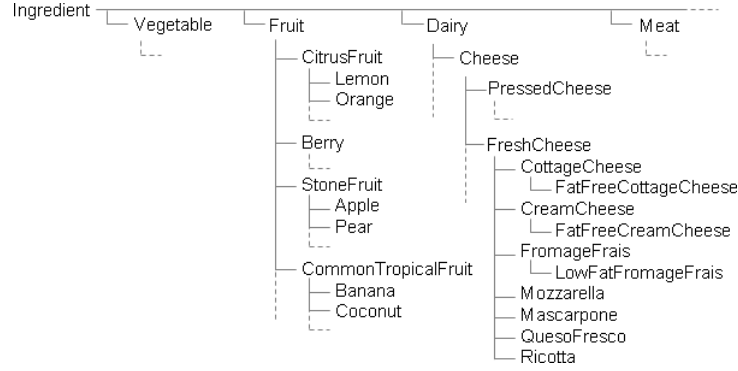 Ingredient
Vegetable
Fruit
Dairy
Meat
CitrusFruit
Lemon
Orange
Berry
StoneFruit
Apple
Pear
CommonTropicalFruit
Banana
Coconut
Cheese
PressedCheese
FreshCheese
CottageCheese
FatFreeCottageCheese
CreamCheese
FatFreeCreamCheese
FromageFrais
LowFatFromageFrais
Mozzarella
Mascarpone
QuesoFresco
Ricotta